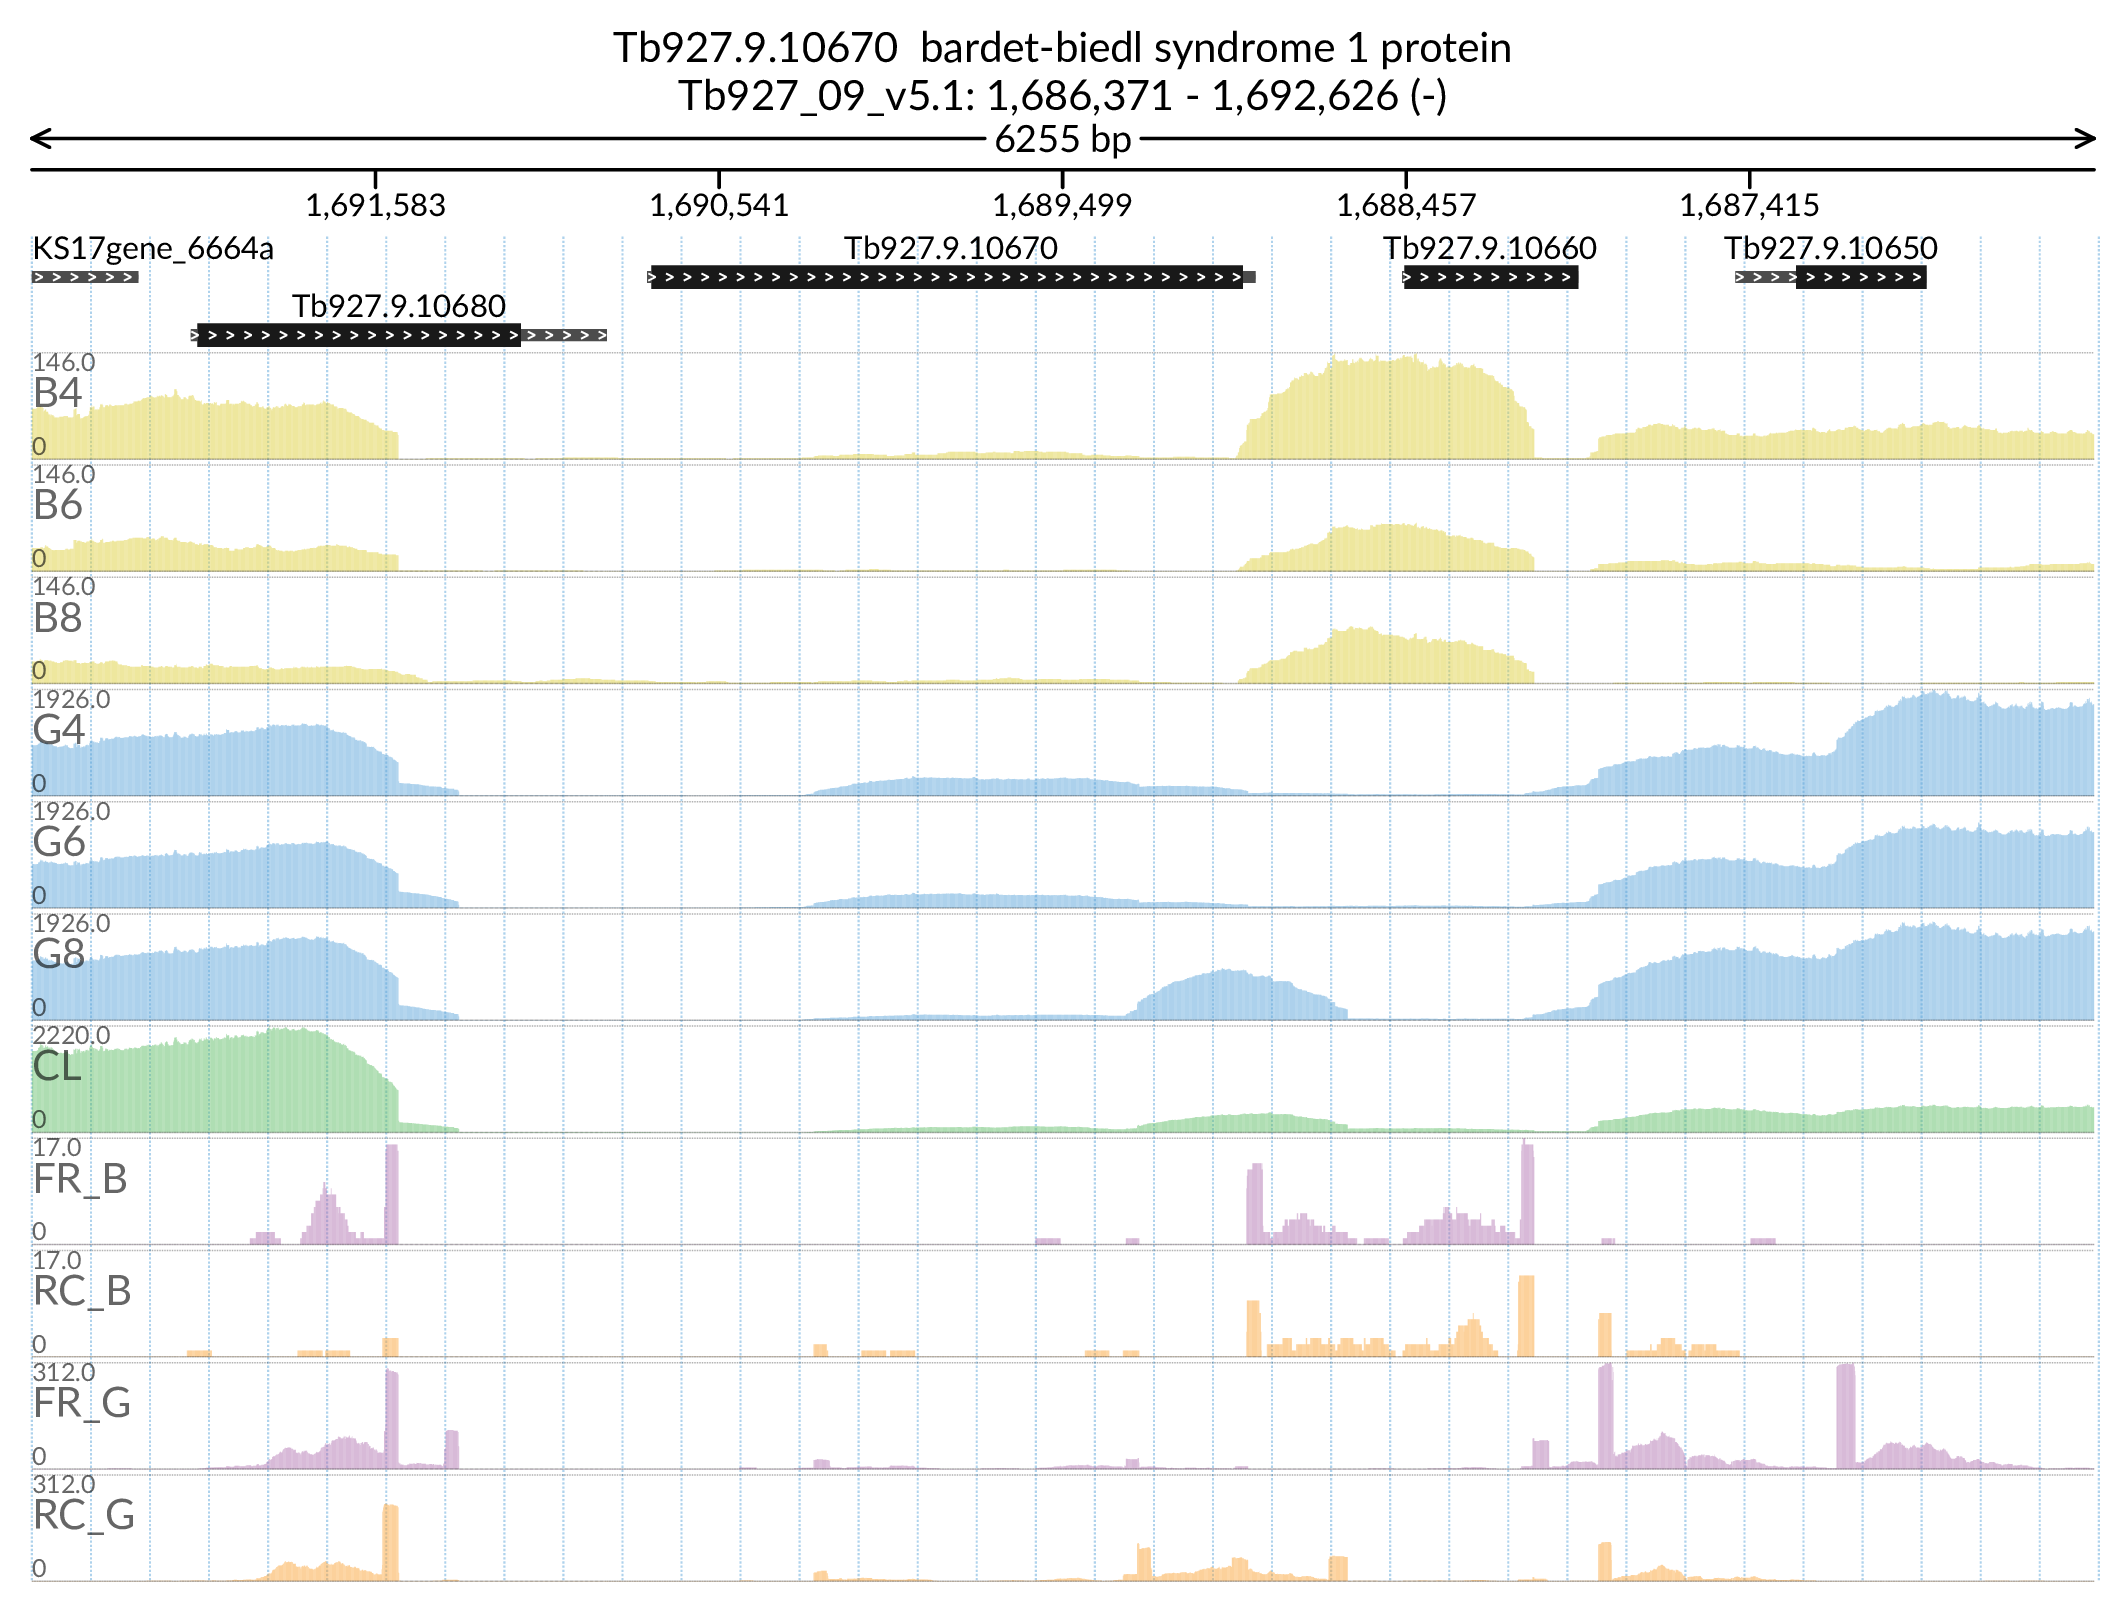 Tb927.9.10670  bardet-biedl syndrome 1 protein
Tb927_09_v5.1: 1,686,371 - 1,692,626 (-)
6255 bp
1,691,583 1,690,541 1,689,499 1,688,457 1,687,415
KS17gene_6664a Tb927.9.10670 Tb927.9.10660 Tb927.9.10650
Tb927.9.10680
146.0
B4
0
146.0
B6
0
146.0
B8
0
1926.0
G4
0
1926.0
G6
0
1926.0
G8
0
2220.0
CL
0
17.0
FR_B
0
17.0
RC_B
0
312.0
FR_G
0
312.0
RC_G
0